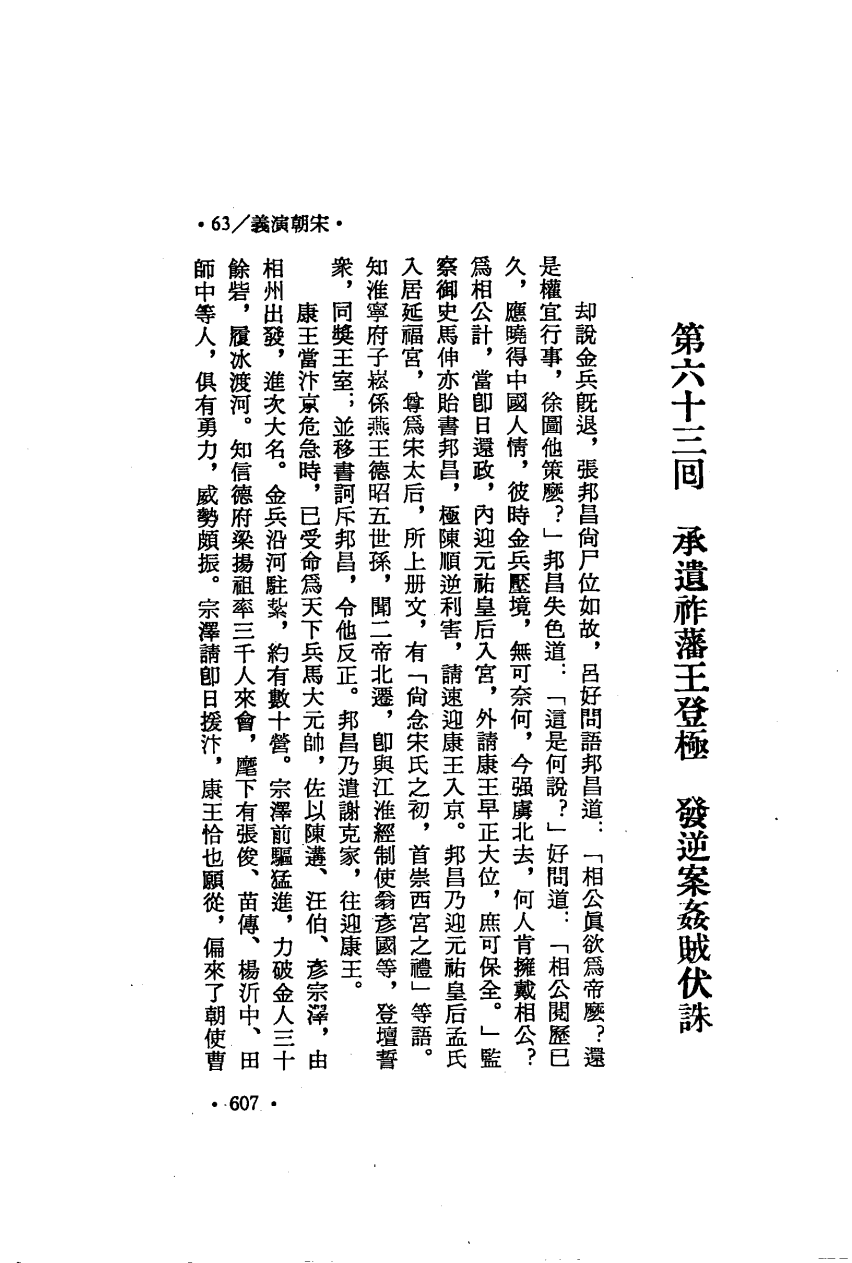 ·63/義演朝宋·
第六十三回　承遺祚藩王登極　發逆案姦賊伏誅
却說金兵既退，張邦昌尙尸位如故，呂好問語邦昌道：「相公眞欲爲帝麼？還
是權宜行事，徐圖他策麼？」邦昌失色道：「這是何說？」好問道：「相公閱歷已
久，應曉得中國人情，彼時金兵壓境，無可奈何，今强虜北去，何人肯擁戴相公？
爲相公計，當卽日還政，內迎元祐皇后入宮，外請康王早正大位，庶可保全。」監
察御史馬伸亦貽書邦昌，極陳順逆利害，請速迎康王入京。邦昌乃迎元祐皇后孟氏
入居延福宮，尊爲宋太后，所上册文，有「尙念宋氏之初，首崇西宮之禮」等語。
知淮寧府子崧係燕王德昭五世孫，聞二帝北遷，卽與江淮經制使翁彥國等，登壇誓
衆，同獎王室；並移書訶斥邦昌，令他反正。邦昌乃遣謝克家，往迎康王。
康王當汴京危急時，已受命爲天下兵馬大元帥，佐以陳遘、汪伯、彥宗澤，由
相州出發，進次大名。金兵沿河駐紮，約有數十營。宗澤前驅猛進，力破金人三十
餘砦，履冰渡河。知信德府梁揚祖率三千人來會，麾下有張俊、苗傅、楊沂中、田
師中等人，俱有勇力，威勢頗振。宗澤請卽日援汴，康王恰也願從，偏來了朝使曹
·607·